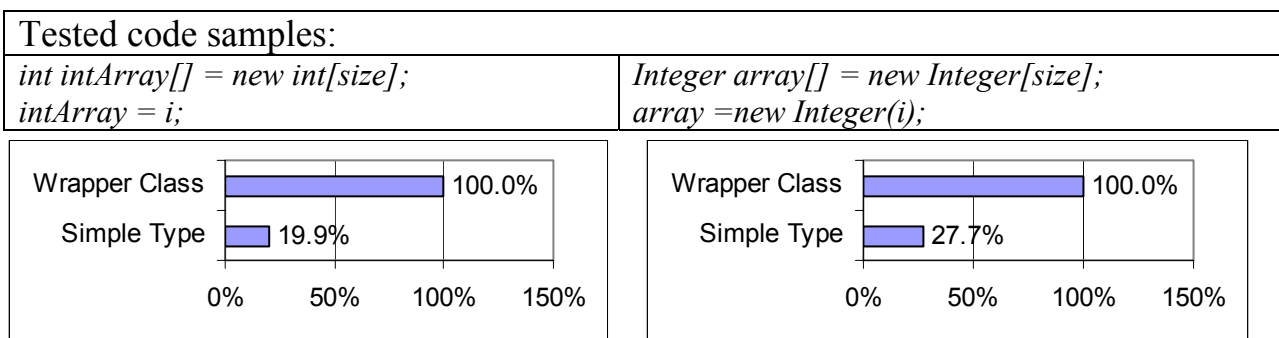 Tested code samples:
int intArray[] = new int[size];
intArray = i;
Integer array[] = new Integer[size];
array =new Integer(i);
Wrapper Class
100.0%
Simple Type
19.9%
0% 50% 100% 150%
Wrapper Class
100.0%
Simple Type
27.7%
0% 50% 100% 150%